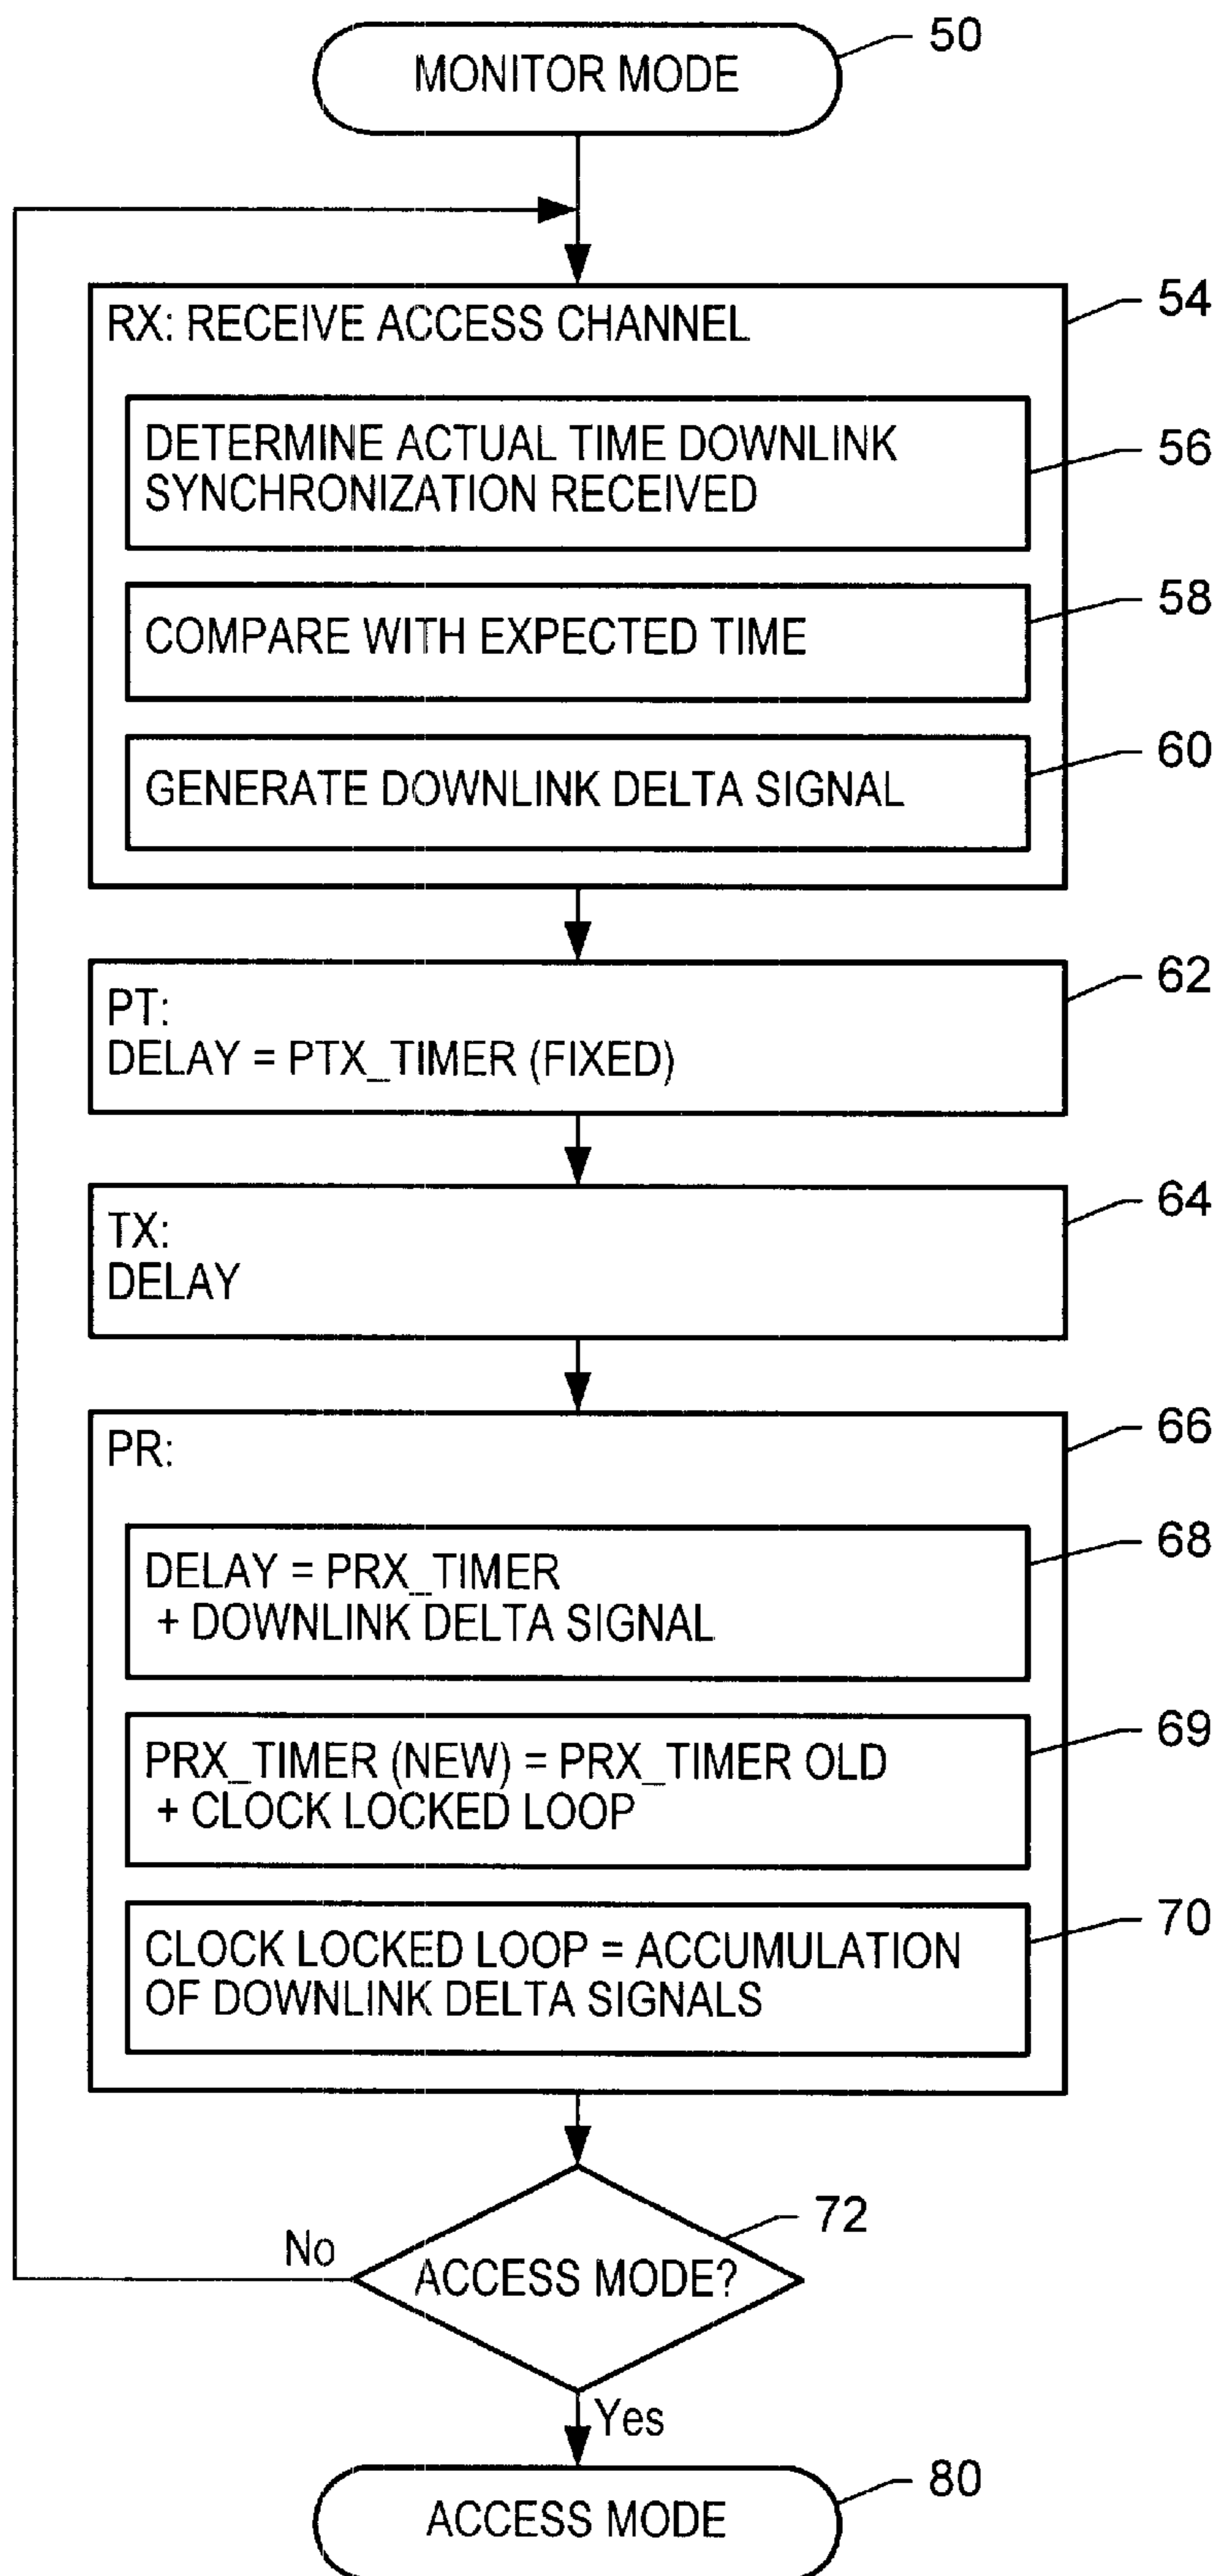 MONITOR MODE
50
RX: RECEIVE ACCESS CHANNEL
54
DETERMINE ACTUAL TIME DOWNLINK
SYNCHRONIZATION RECEIVED
56
COMPARE WITH EXPECTED TIME
58
GENERATE DOWNLINK DELTA SIGNAL
60
PT:
DELAY = PTX_TIMER (FIXED)
62
TX:
DELAY
64
PR:
66
DELAY = PRX_TIMER
+ DOWNLINK DELTA SIGNAL
68
PRX_TIMER (NEW) = PRX_TIMER OLD
+ CLOCK LOCKED LOOP
69
CLOCK LOCKED LOOP = ACCUMULATION
OF DOWNLINK DELTA SIGNALS
70
72
No
ACCESS MODE?
Yes
ACCESS MODE
80